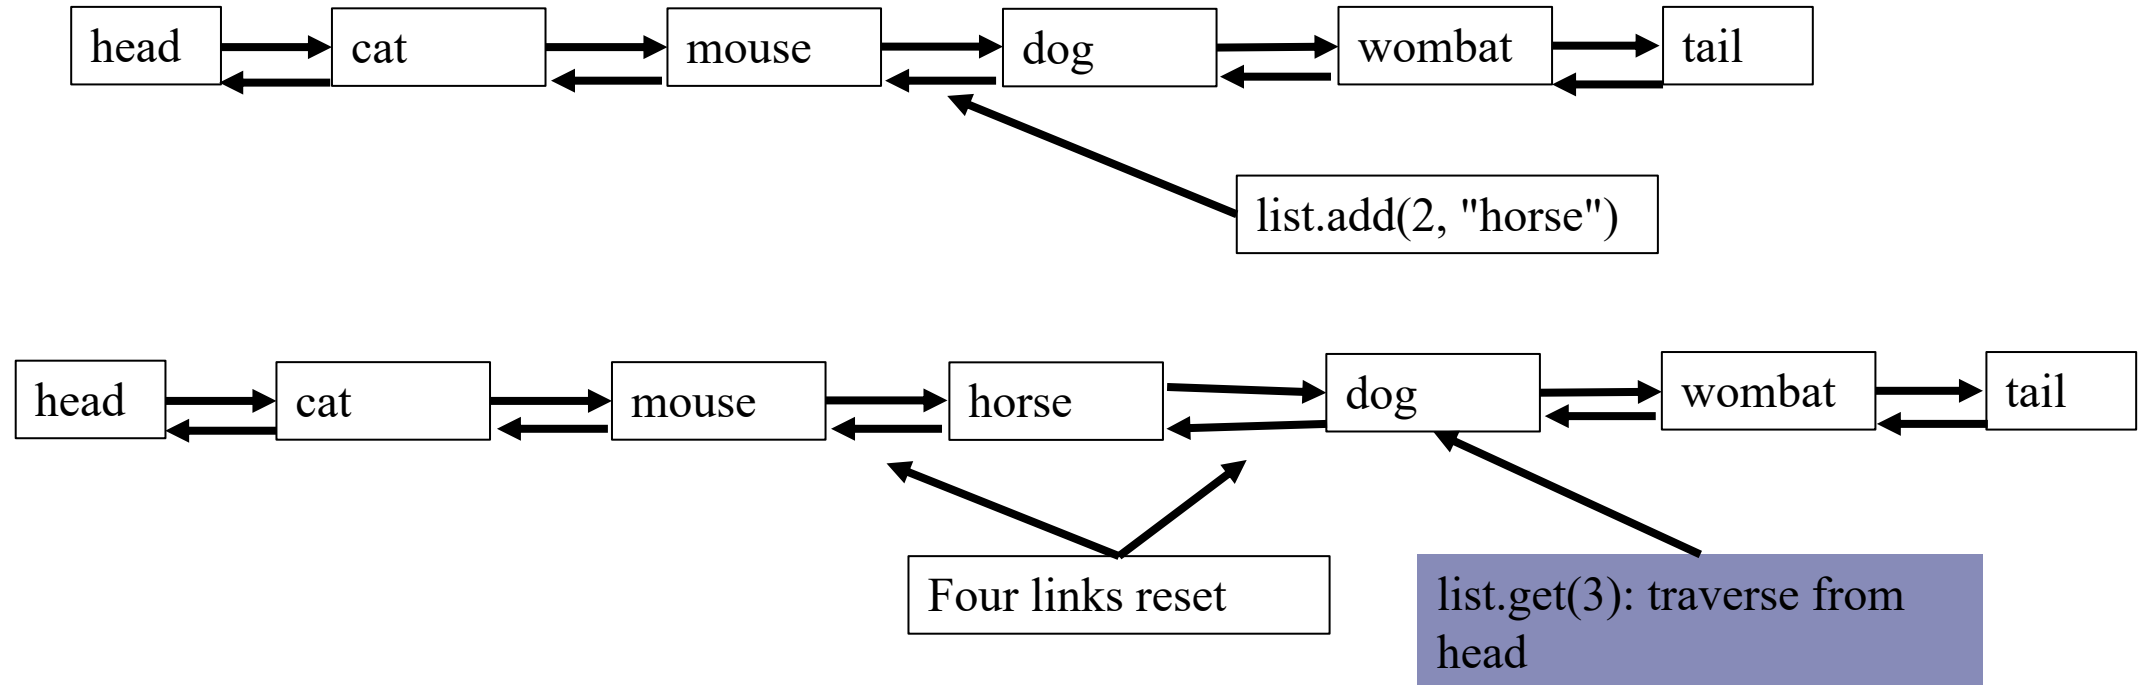 head cat mouse dog wombat tail
list.add(2, "horse")
head cat mouse horse dog wombat tail
Four links reset
list.get(3): traverse from
head